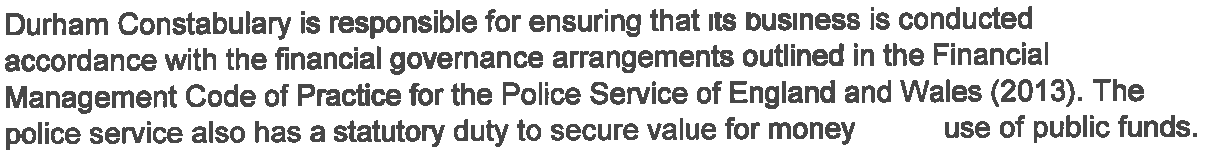 Durham Constabulary is responsible for ensuring that its business is conducted
accordance with the financial governance arrangements outlined in the Financial
Management Code of Practice for the Police Service of England and Wales (2013). The
police service also has a statutory duty to secure value for money use of public funds.